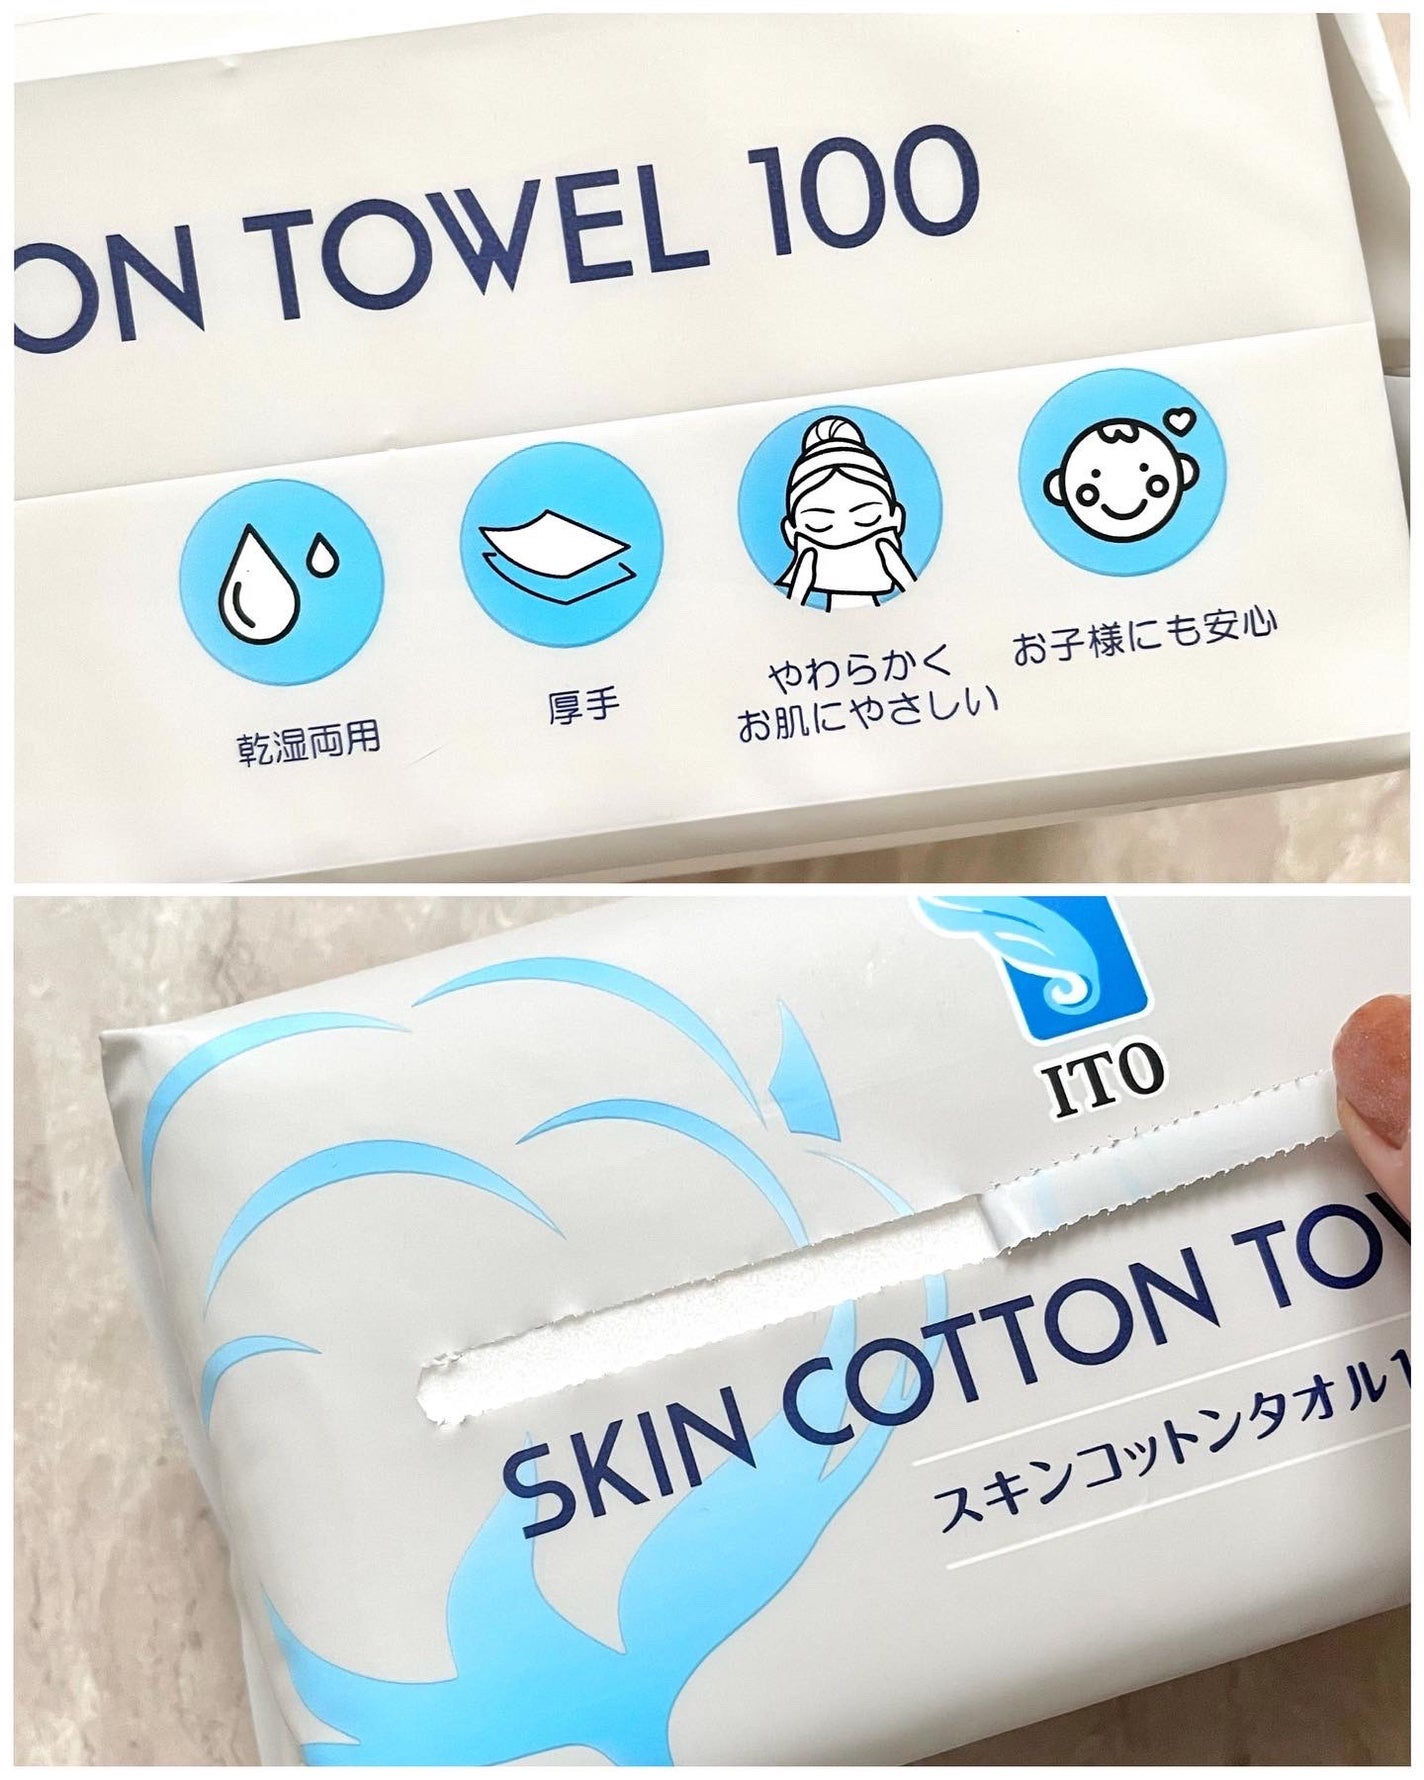 ON TOWEL 100
乾湿両用
厚手
やわらかく
お肌にやさしい
お子様にも安心
ITO
SKIN COTTON TOW
スキンコットンタオル1